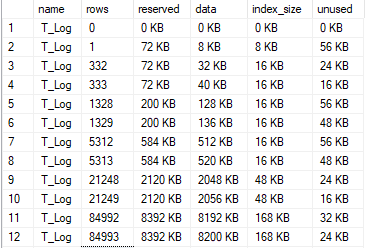 name rows reserved data index_size unused
1 T_Log 0 0 KB 0 KB 0 KB 0 KB
2 T_Log 1 72 KB 8 KB 8 KB 56 KB
3 T_Log 332 72 KB 32 KB 16 KB 24 KB
4 T_Log 333 72 KB 40 KB 16 KB 16 KB
5 T_Log 1328 200 KB 128 KB 16 KB 56 KB
6 T_Log 1329 200 KB 136 KB 16 KB 48 KB
7 T_Log 5312 584 KB 512 KB 16 KB 56 KB
8 T_Log 5313 584 KB 520 KB 16 KB 48 KB
9 T_Log 21248 2120 KB 2048 KB 48 KB 24 KB
10 T_Log 21249 2120 KB 2056 KB 48 KB 16 KB
11 T_Log 84992 8392 KB 8192 KB 168 KB 32 KB
12 T_Log 84993 8392 KB 8200 KB 168 KB 24 KB